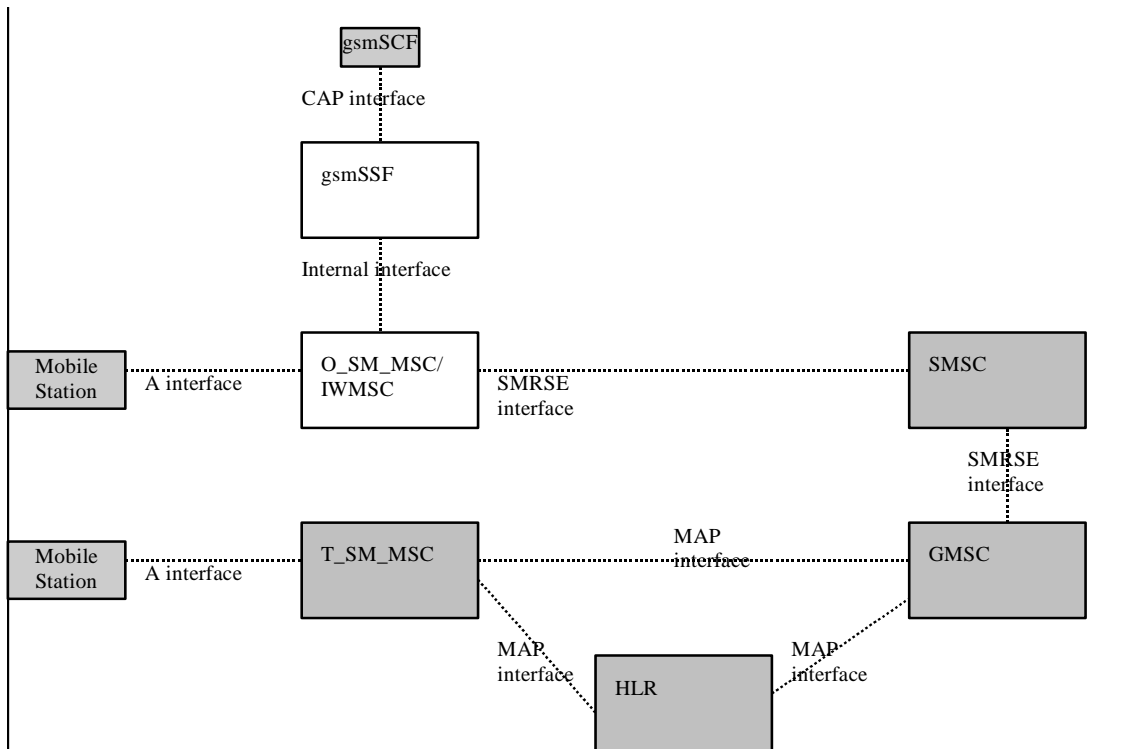 gsmSCF
CAP interface
gsmSSF
Internal interface
Mobile
Station
A interface
O_SM_MSC/
IWMSC
SMRSE
interface
SMSC
SMRSE
interface
Mobile
Station
A interface
T_SM_MSC
MAP
interface
GMSC
MAP
interface
HLR
MAP
interface